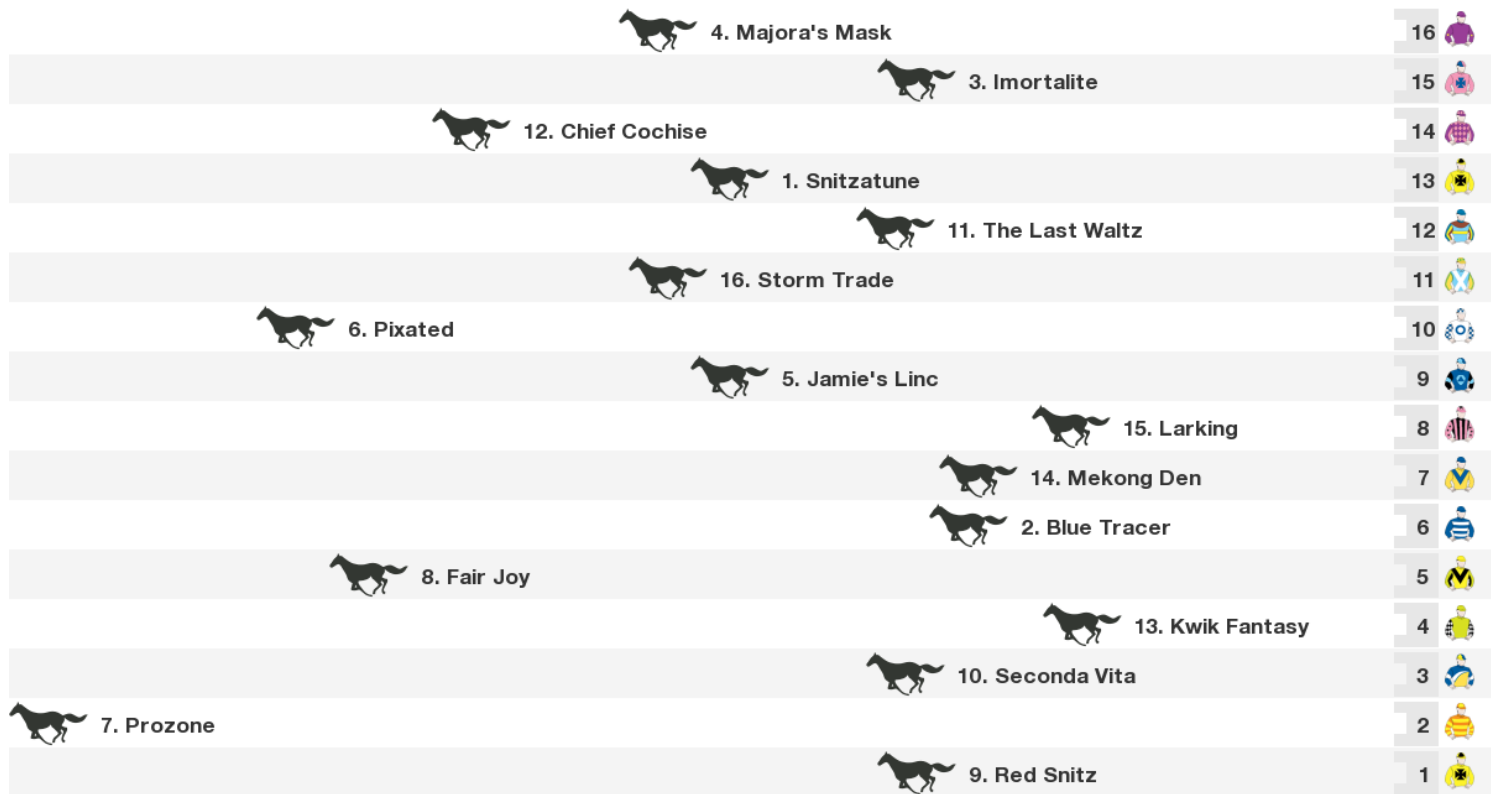 4. Majora's Mask 16
3. Imortalite 15
12. Chief Cochise 14
1. Snitzatune 13
11. The Last Waltz 12
16. Storm Trade 11
6. Pixated 10
5. Jamie's Linc 9
15. Larking 8
14. Mekong Den 7
2. Blue Tracer 6
8. Fair Joy 5
13. Kwik Fantasy 4
10. Seconda Vita 3
7. Prozone 2
9. Red Snitz 1